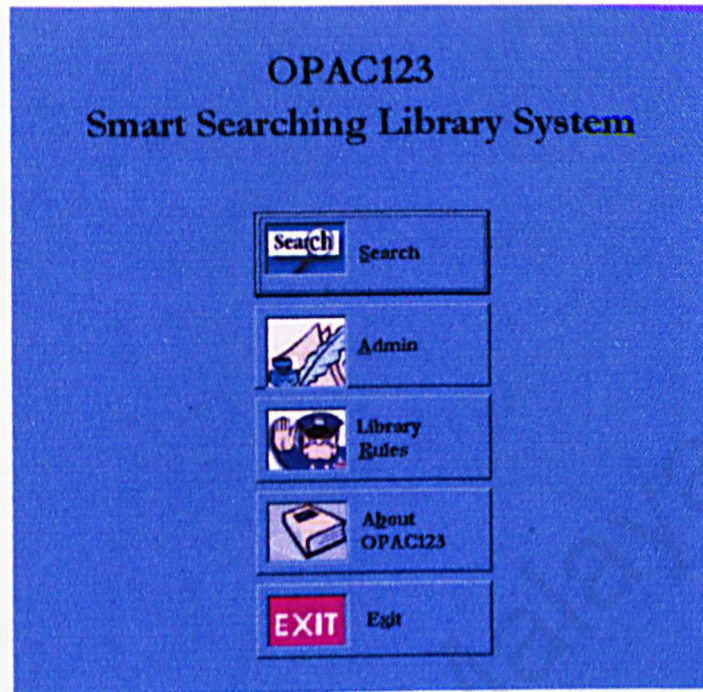 OPAC123
Smart Searching Library System
Search
Search
Admin
Library
Rules
About
OPAC123
EXIT
Exit